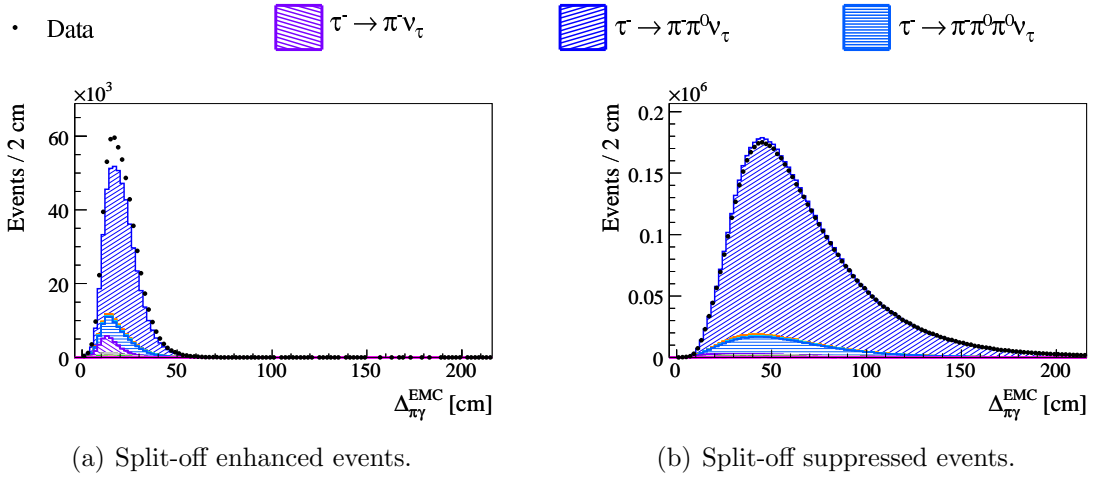 • Data τ⁻ → π⁻ν_τ τ⁻ → π⁻π⁰ν_τ τ⁻ → π⁻π⁰π⁰ν_τ
×10³
Events / 2 cm
60
40
20
0
0 50 100 150 200
Δ_πγ^EMC [cm]
(a) Split-off enhanced events.
×10⁶
Events / 2 cm
0.2
0.15
0.1
0.05
0
0 50 100 150 200
Δ_πγ^EMC [cm]
(b) Split-off suppressed events.